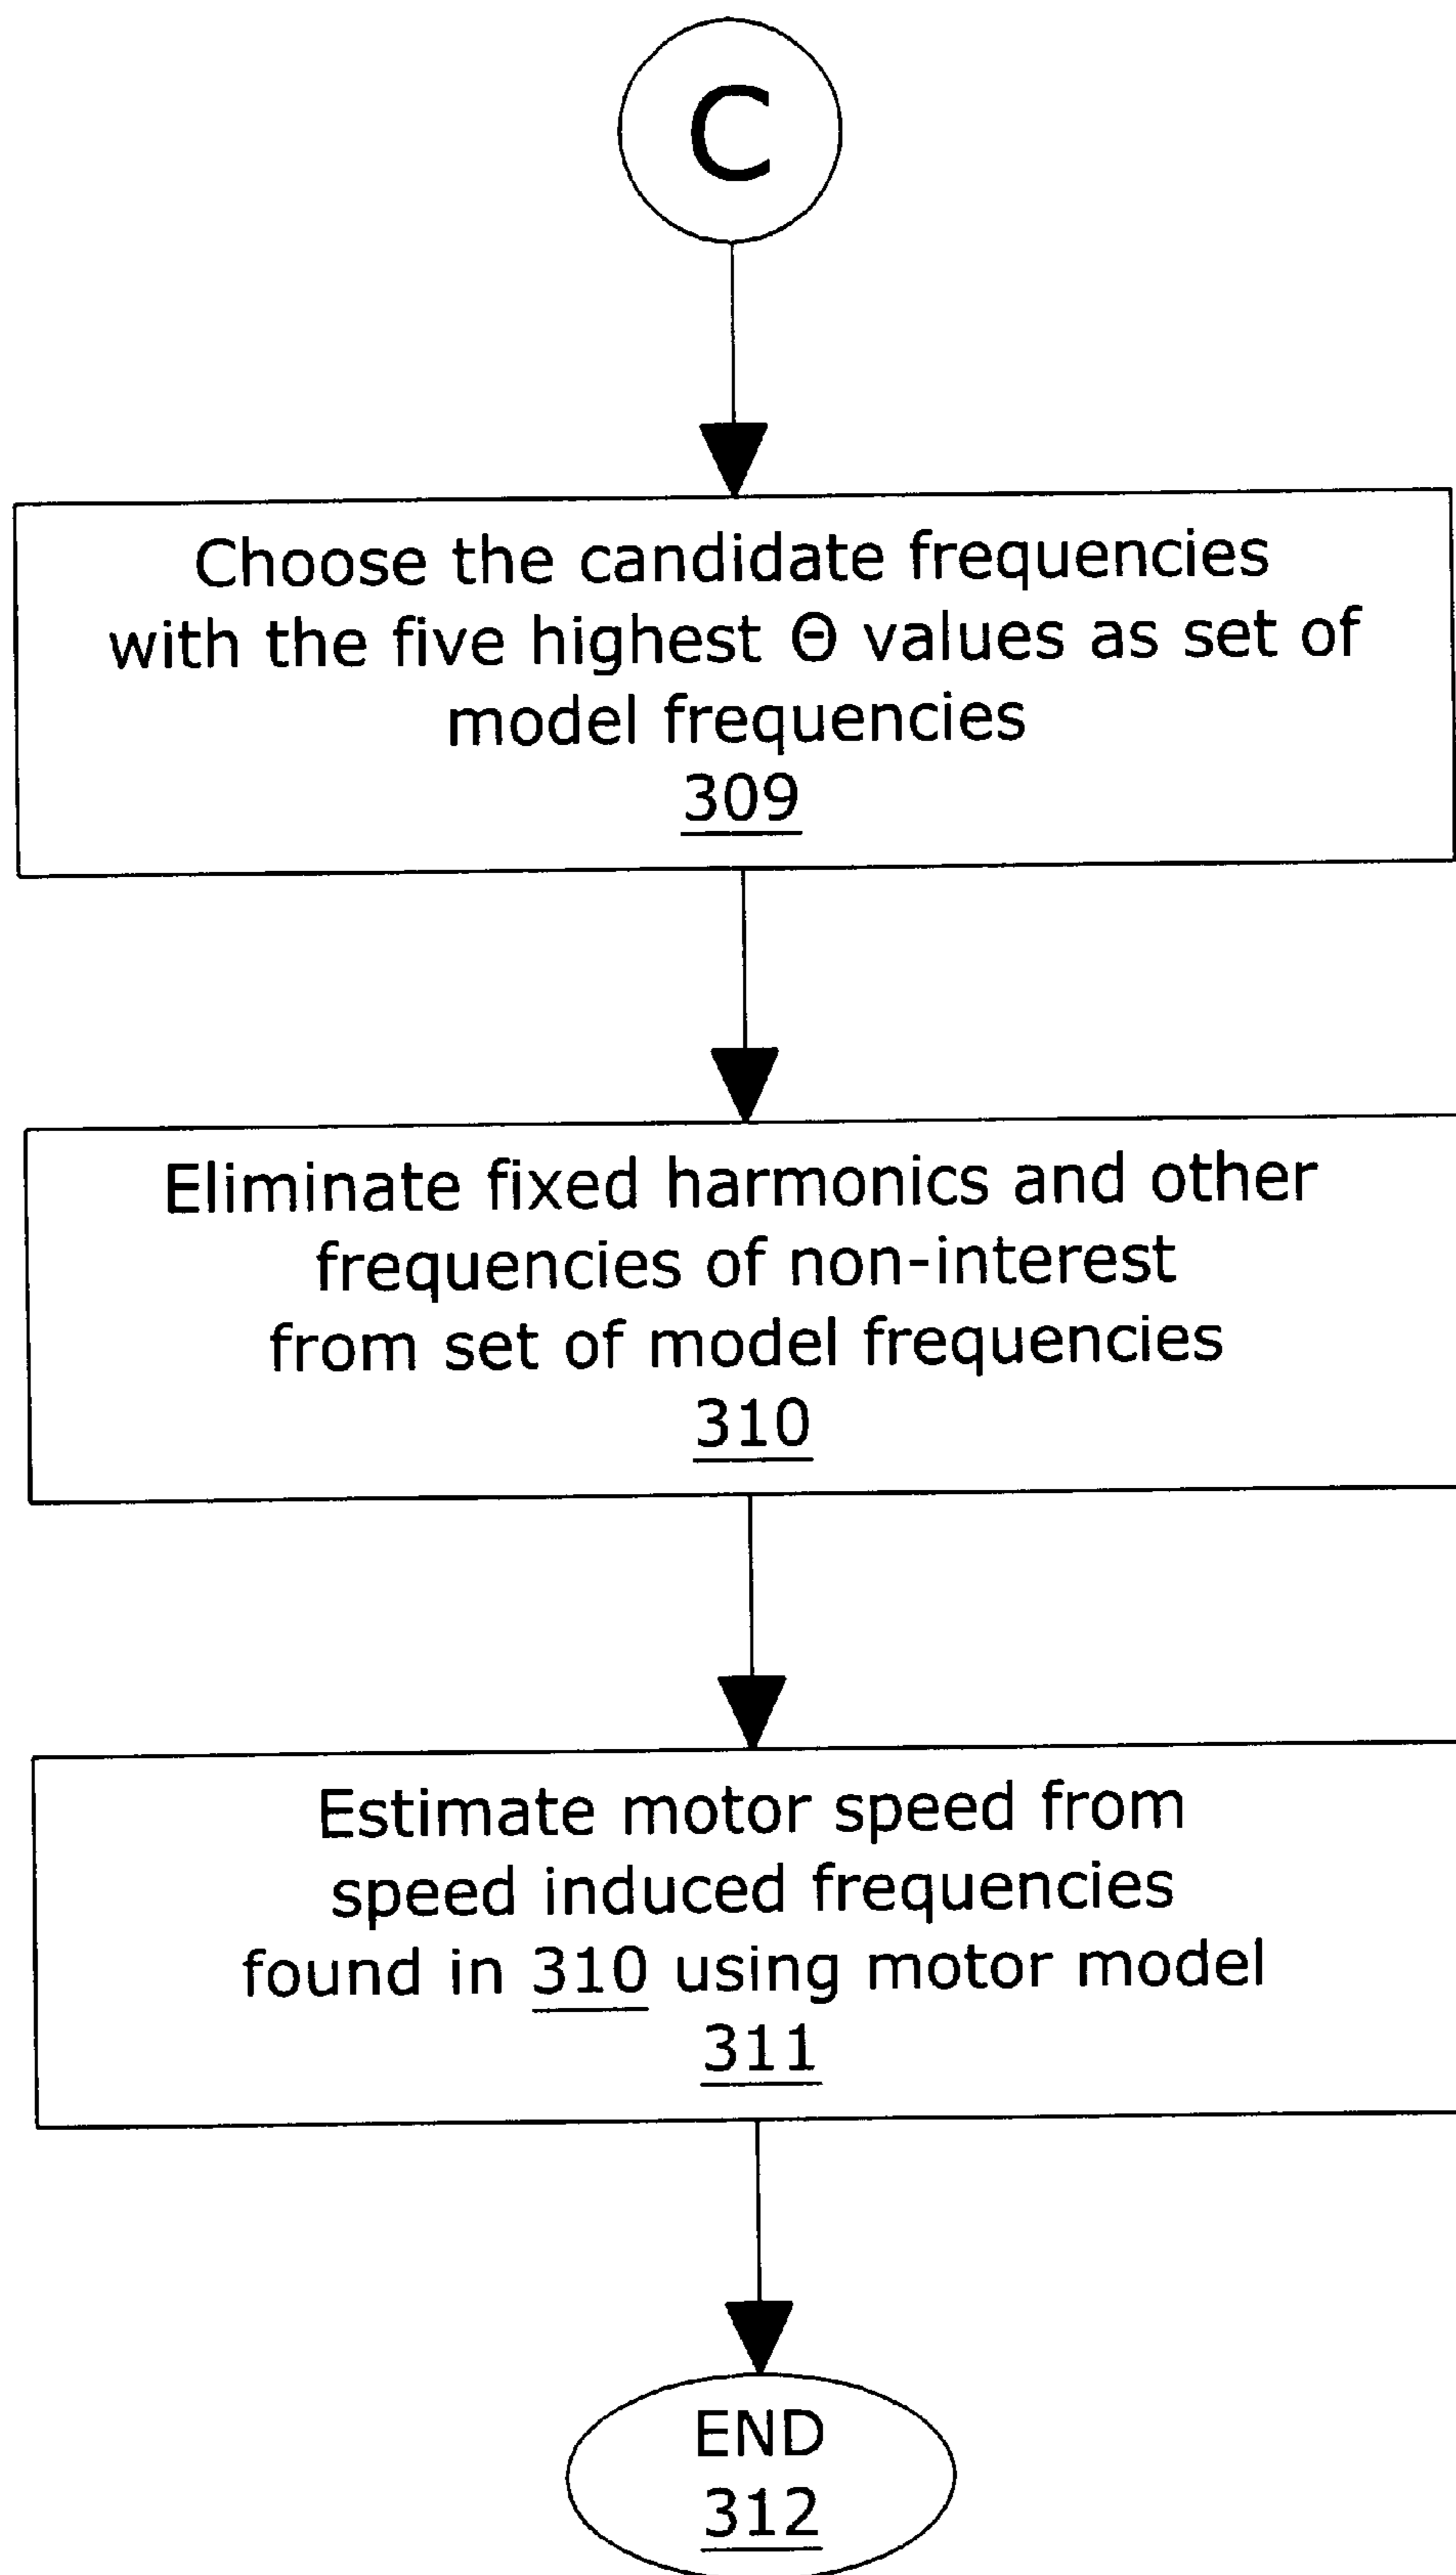 C
Choose the candidate frequencies
with the five highest Θ values as set of
model frequencies
309
Eliminate fixed harmonics and other
frequencies of non-interest
from set of model frequencies
310
Estimate motor speed from
speed induced frequencies
found in 310 using motor model
311
END
312